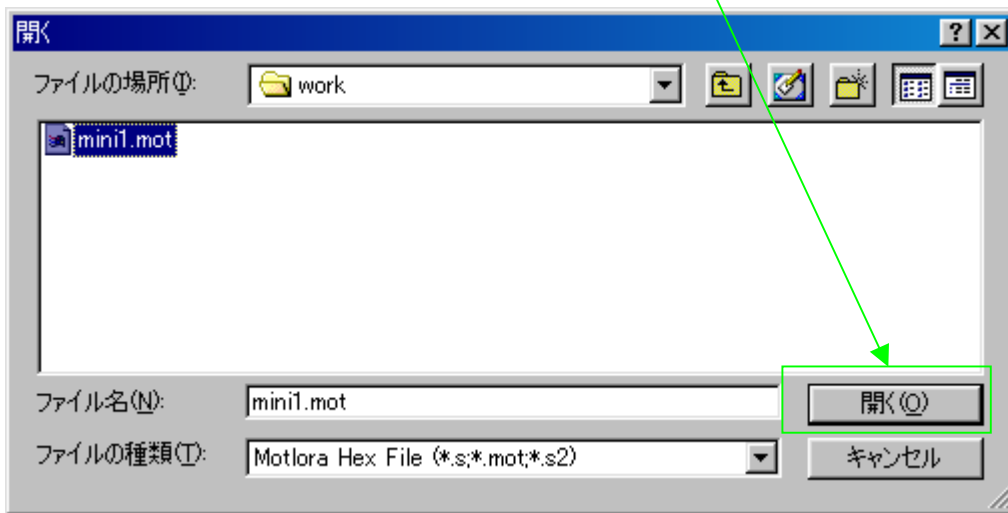 開く
ファイルの場所(I):
work
mini1.mot
ファイル名(N):
mini1.mot
開く(O)
ファイルの種類(T):
Motlora Hex File (*.s;*.mot;*.s2)
キャンセル